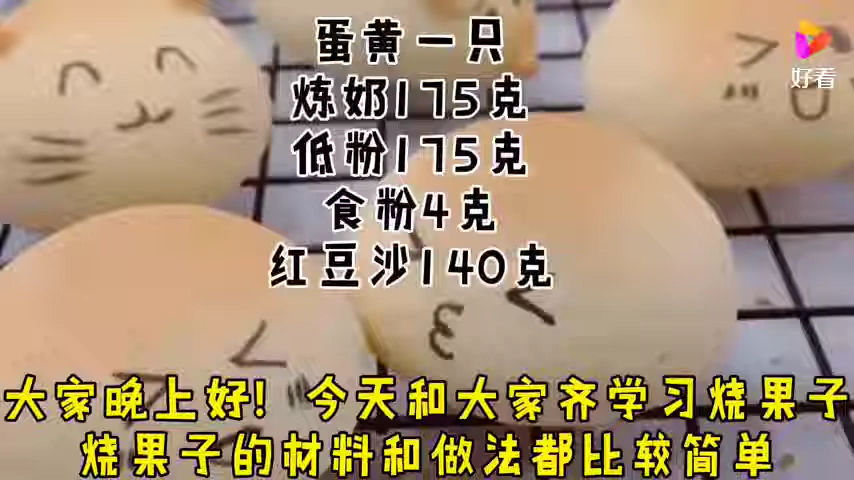 蛋黄一只
炼奶175克
低粉175克
食粉4克
红豆沙140克
好看
大家晚上好！今天和大家齐学习烧果子
烧果子的材料和做法都比较简单